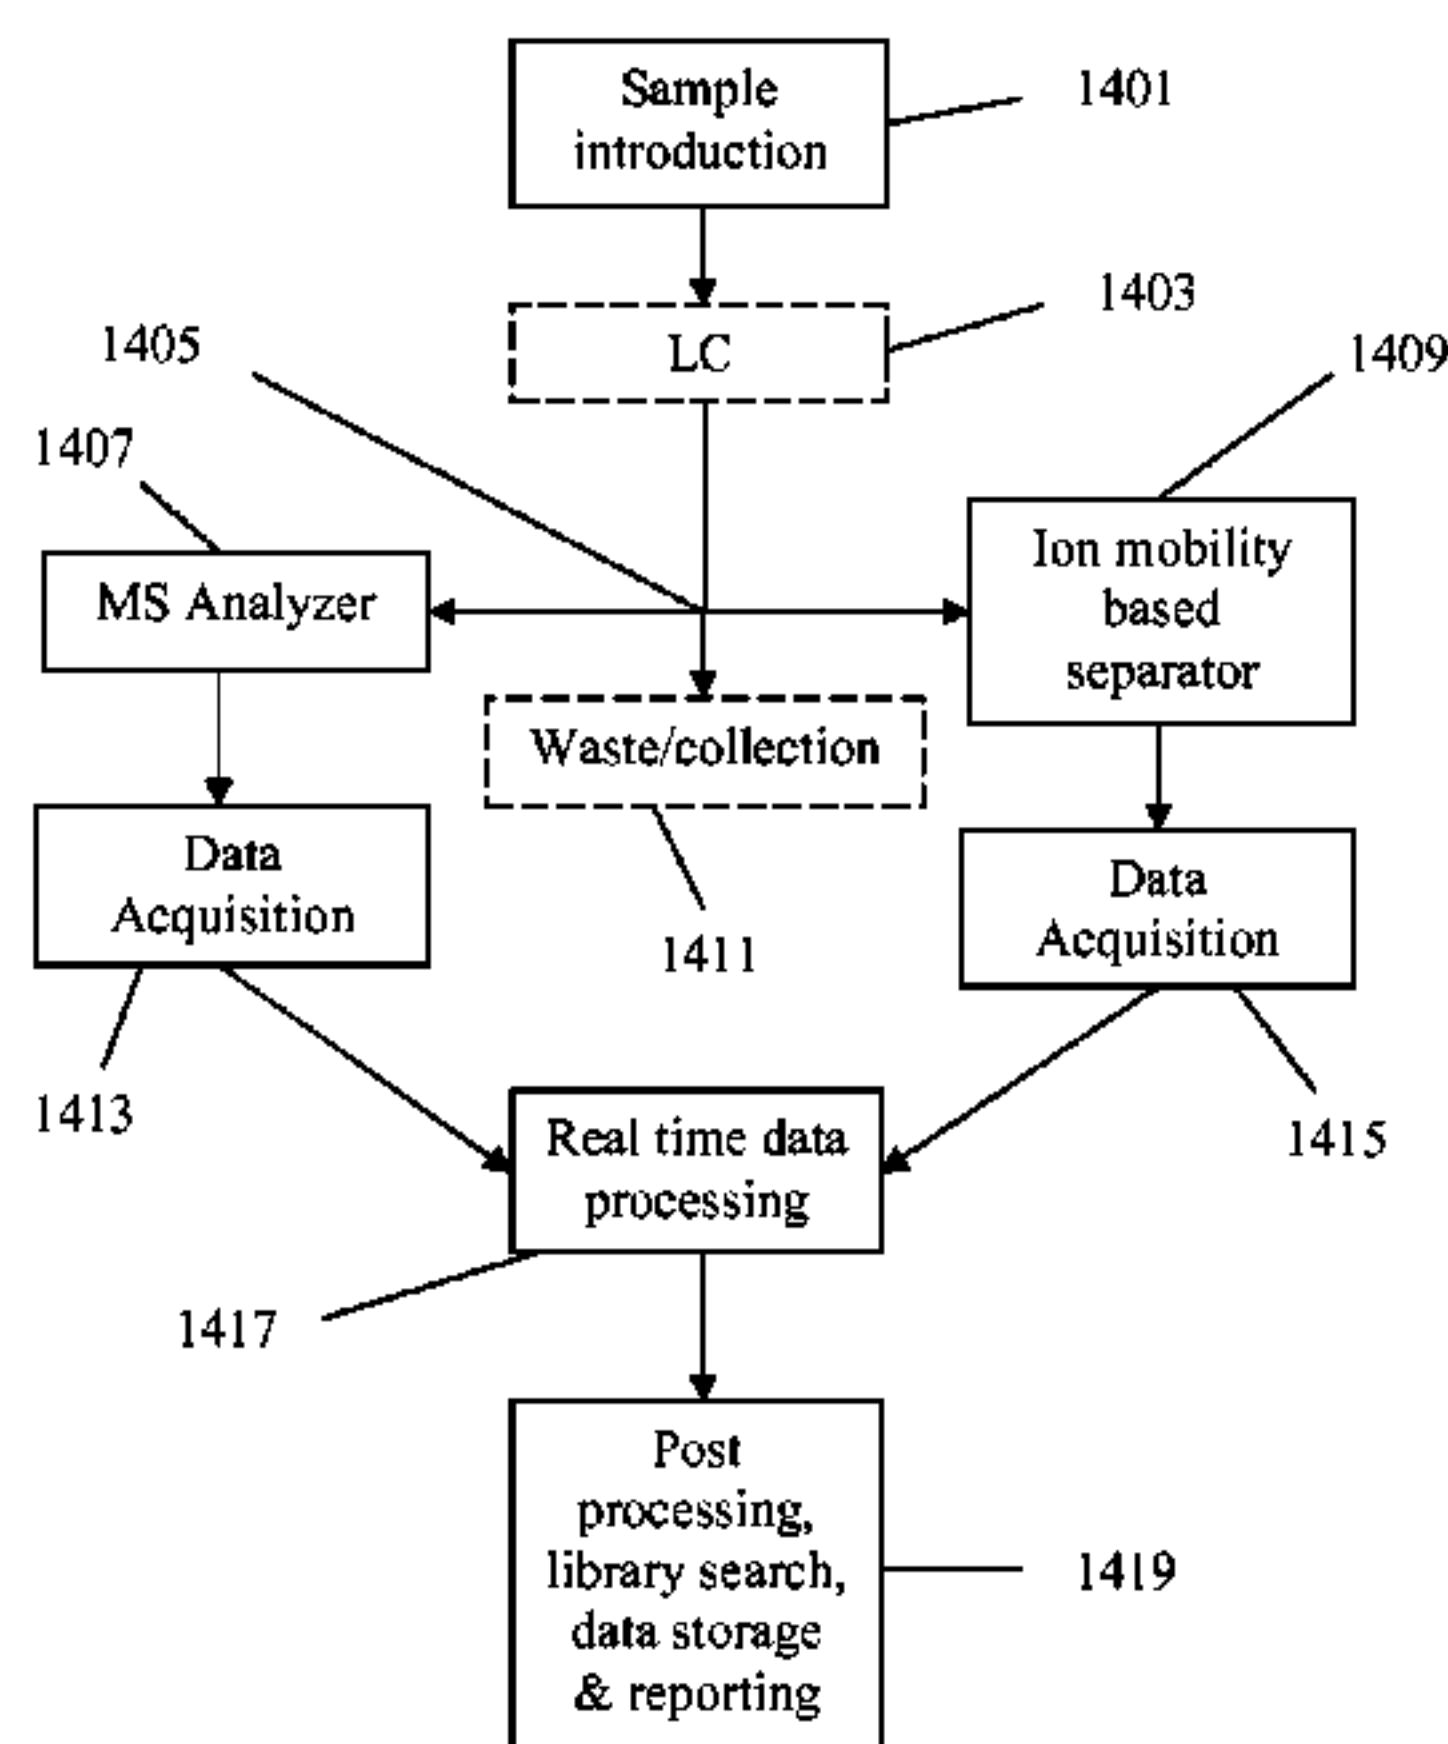 Sample
introduction
1401
1403
LC
1405
1409
1407
Ion mobility
based
separator
MS Analyzer
Waste/collection
Data
Acquisition
Data
Acquisition
1411
1413
1415
Real time data
processing
1417
Post
processing,
library search,
data storage
& reporting
1419